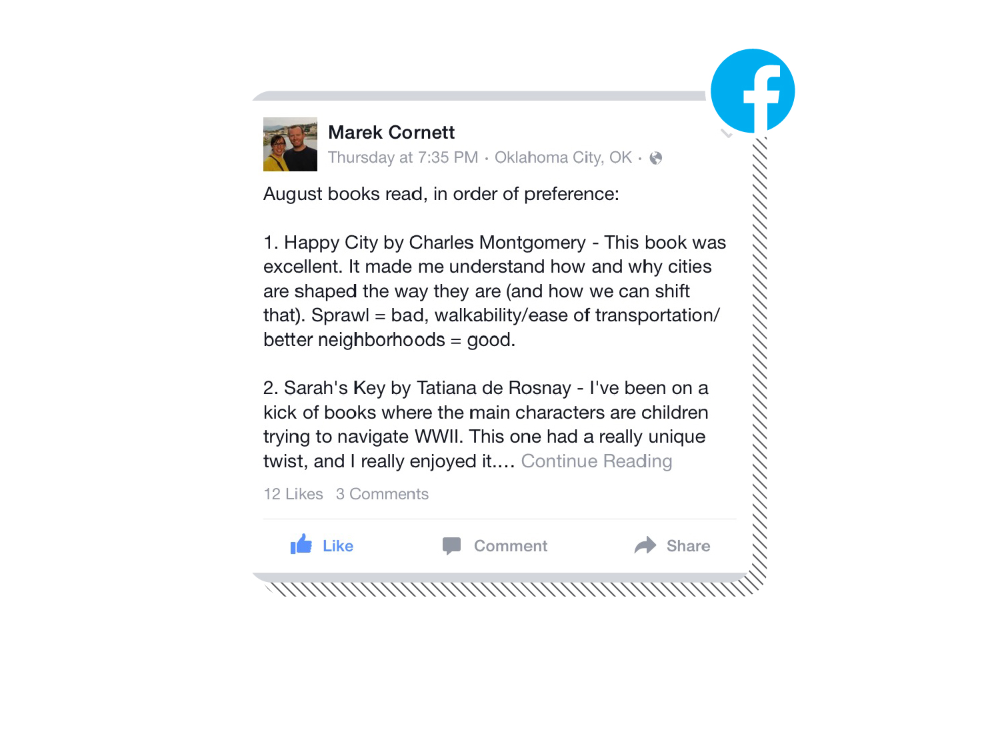 Marek Cornett
Thursday at 7:35 PM · Oklahoma City, OK ·
August books read, in order of preference:
1. Happy City by Charles Montgomery - This book was
excellent. It made me understand how and why cities
are shaped the way they are (and how we can shift
that). Sprawl = bad, walkability/ease of transportation/
better neighborhoods = good.
2. Sarah's Key by Tatiana de Rosnay - I've been on a
kick of books where the main characters are children
trying to navigate WWII. This one had a really unique
twist, and I really enjoyed it.... Continue Reading
12 Likes 3 Comments
Like Comment Share